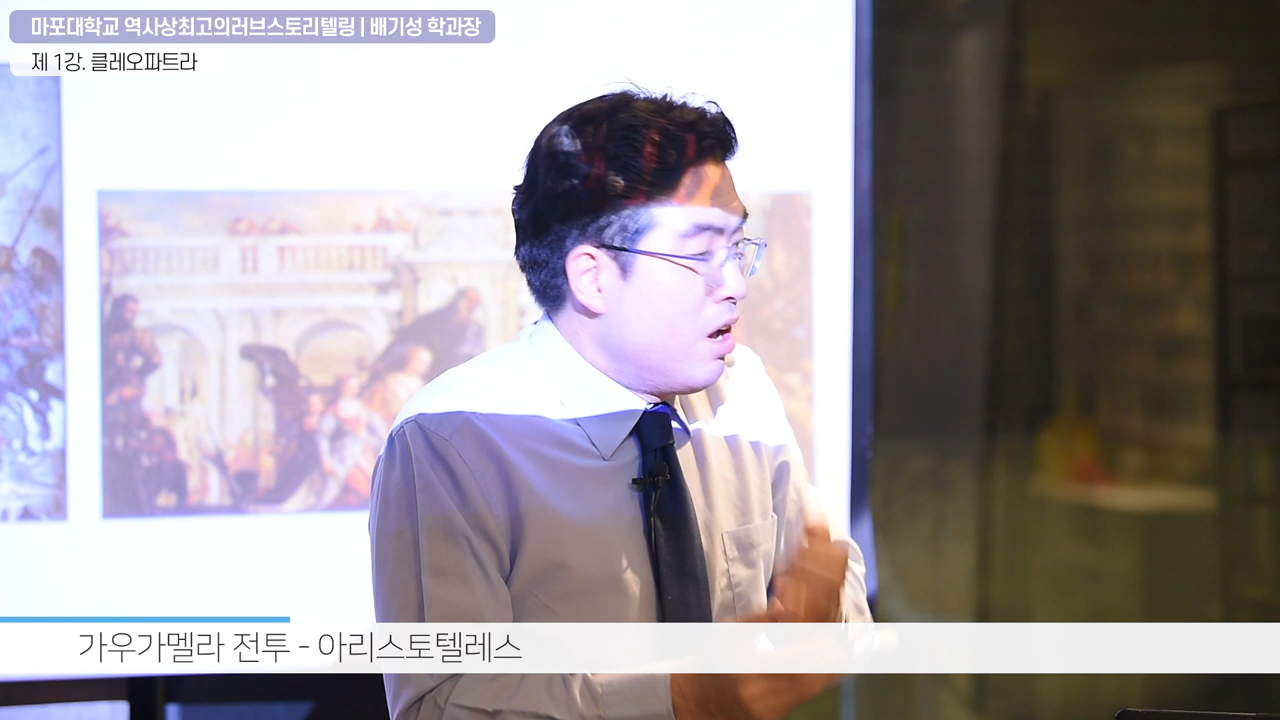 마포대학교 역사상최고의러브스토리텔링 | 배기성 학과장
제 1강. 클레오파트라
가우가멜라 전투 - 아리스토텔레스